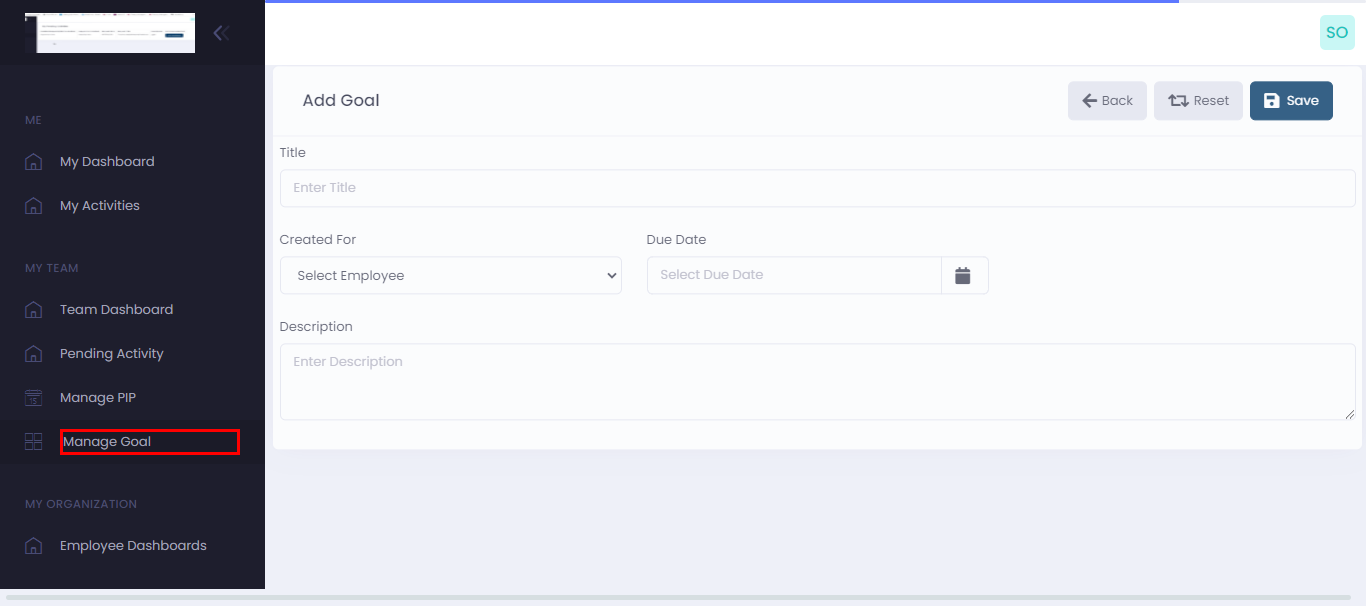 SO
ME
My Dashboard
My Activities
MY TEAM
Team Dashboard
Pending Activity
Manage PIP
15
Manage Goal
MY ORGANIZATION
Employee Dashboards
Add Goal
Back
Reset
Save
Title
Enter Title
Created For
Due Date
Select Employee
Select Due Date
Description
Enter Description